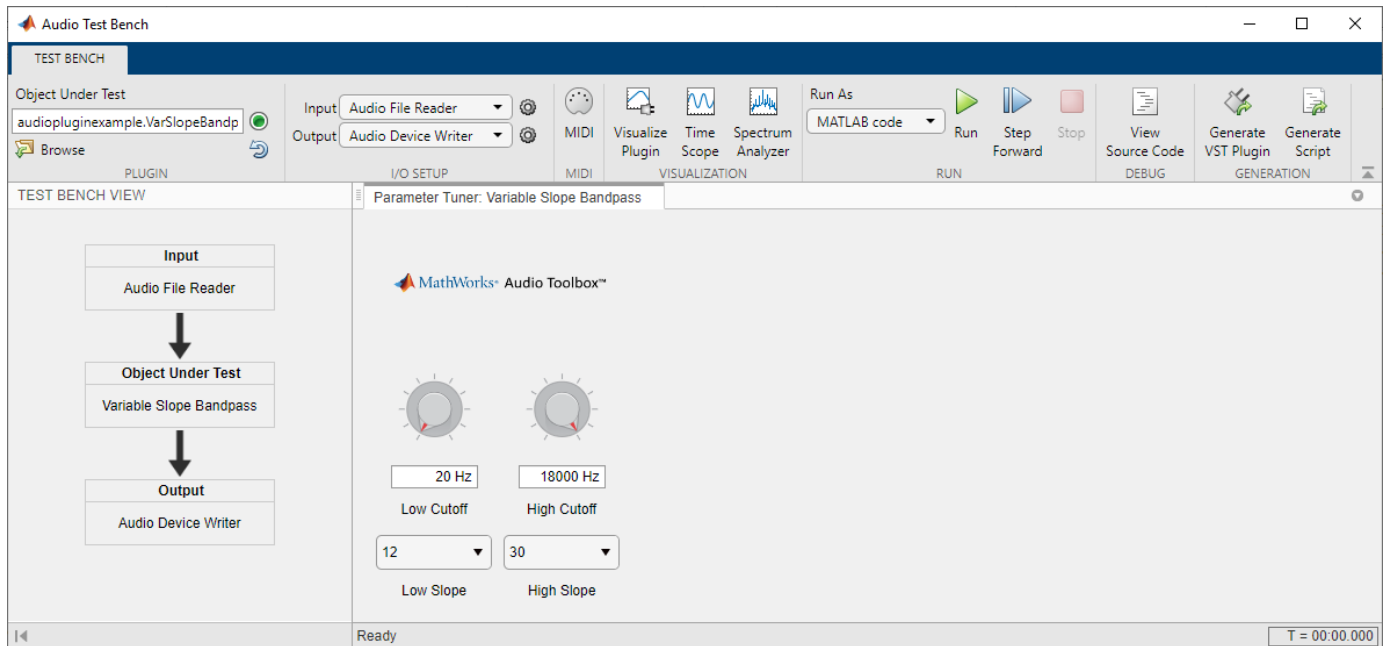 Audio Test Bench
TEST BENCH
Object Under Test
audiopluginexample.VarSlopeBandp
Browse
PLUGIN
Input Audio File Reader
Output Audio Device Writer
I/O SETUP
MIDI
MIDI
Visualize Plugin
Time Scope
Spectrum Analyzer
VISUALIZATION
Run As
MATLAB code
Run
Step Forward
Stop
RUN
View Source Code
DEBUG
Generate VST Plugin
Generate Script
GENERATION
TEST BENCH VIEW
Parameter Tuner: Variable Slope Bandpass
Input
Audio File Reader
Object Under Test
Variable Slope Bandpass
Output
Audio Device Writer
MathWorks® Audio Toolbox™
20 Hz 18000 Hz
Low Cutoff High Cutoff
12 30
Low Slope High Slope
Ready
T = 00:00.000